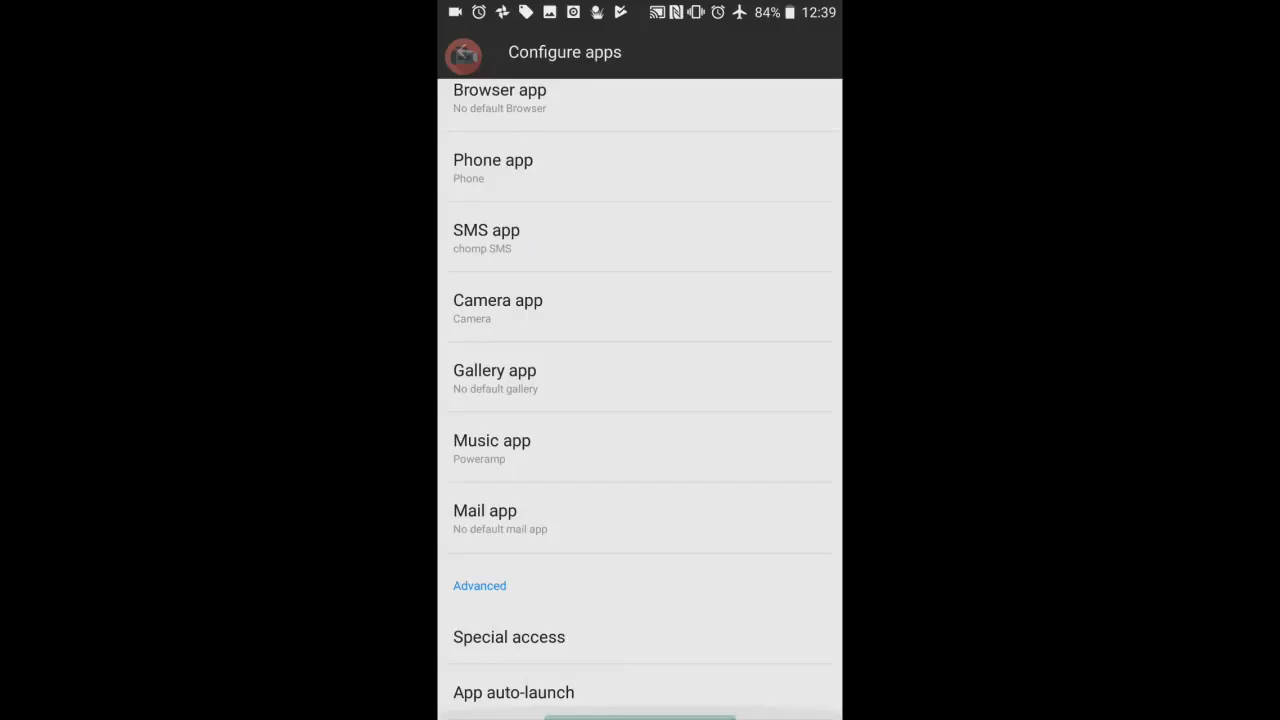 84% 12:39
Configure apps
Browser app
No default Browser
Phone app
Phone
SMS app
chomp SMS
Camera app
Camera
Gallery app
No default gallery
Music app
Poweramp
Mail app
No default mail app
Advanced
Special access
App auto-launch